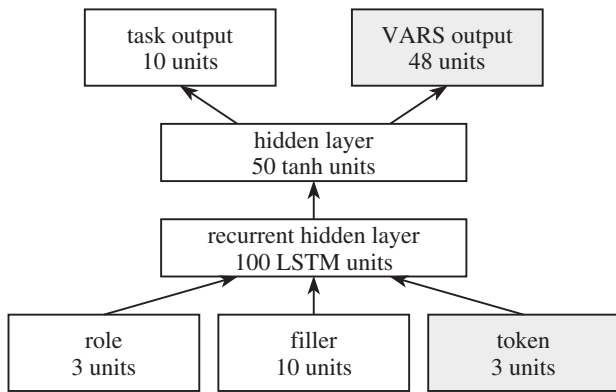 task output
10 units
VARS output
48 units
hidden layer
50 tanh units
recurrent hidden layer
100 LSTM units
role
3 units
filler
10 units
token
3 units